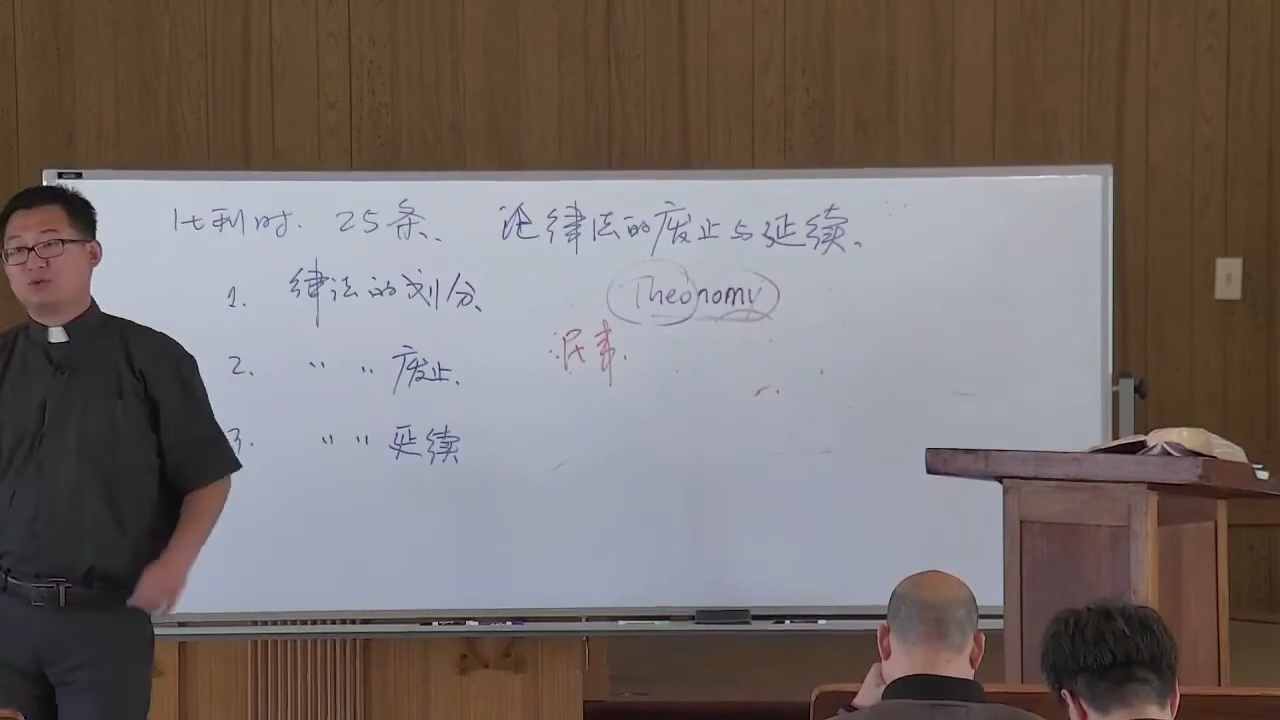 比利时. 25条、 论律法的废止与延续.
1. 律法的划分、
Theonomy
2. 〃 〃 废止.
民事.
3. 〃 〃 延续